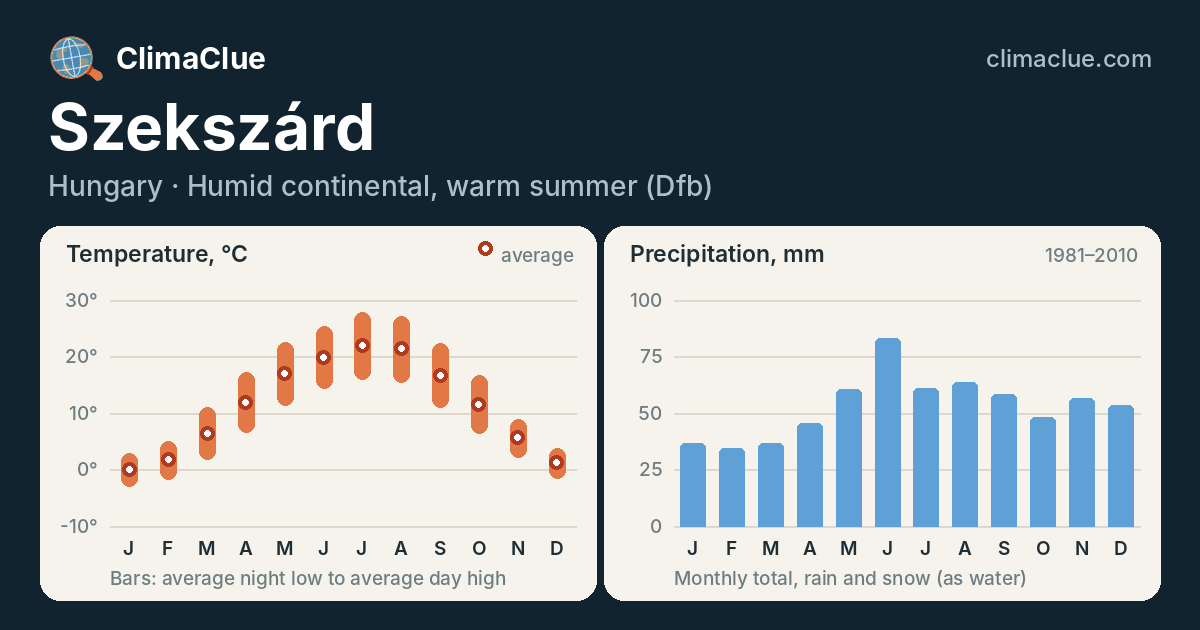 ClimaClue
climaclue.com
Szekszárd
Hungary · Humid continental, warm summer (Dfb)
Temperature, °C
average
30°
20°
10°
0°
-10°
J F M A M J J A S O N D
Bars: average night low to average day high
Precipitation, mm
1981–2010
100
75
50
25
0
J F M A M J J A S O N D
Monthly total, rain and snow (as water)